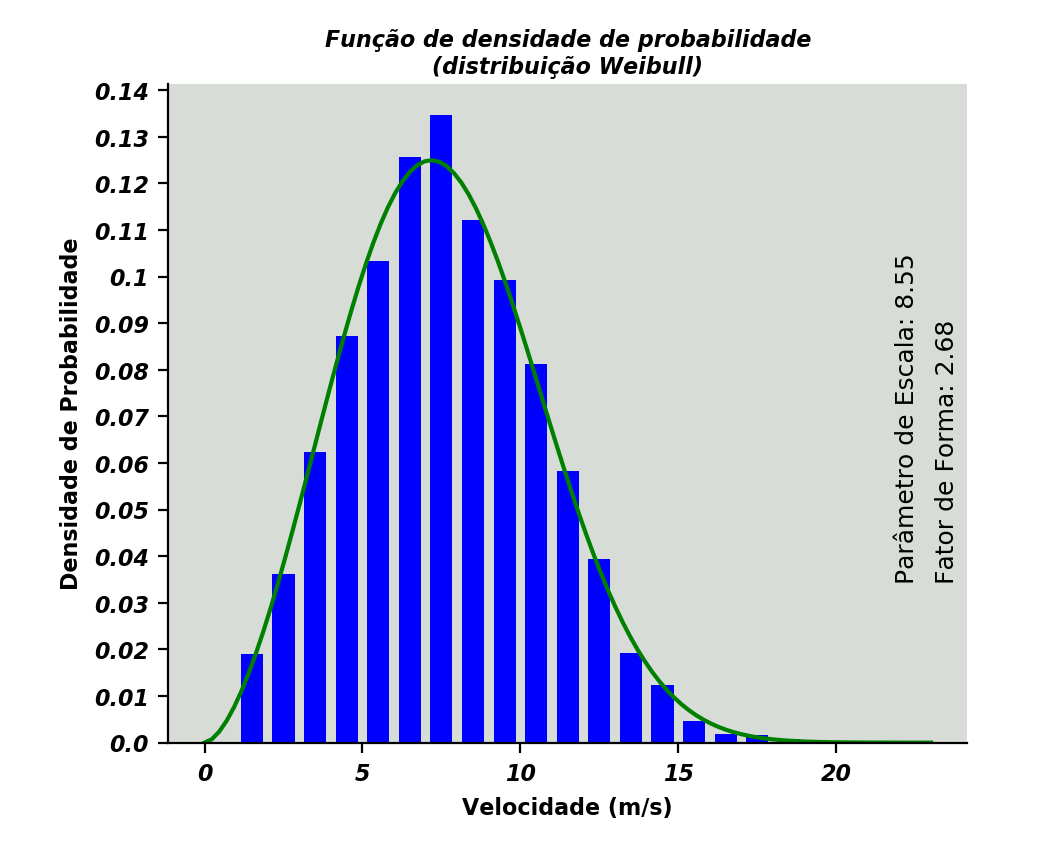 Função de densidade de probabilidade
(distribuição Weibull)
0.14
0.13
0.12
0.11
0.1
0.09
0.08
0.07
0.06
0.05
0.04
0.03
0.02
0.01
0.0
Densidade de Probabilidade
Parâmetro de Escala: 8.55
Fator de Forma: 2.68
0 5 10 15 20
Velocidade (m/s)